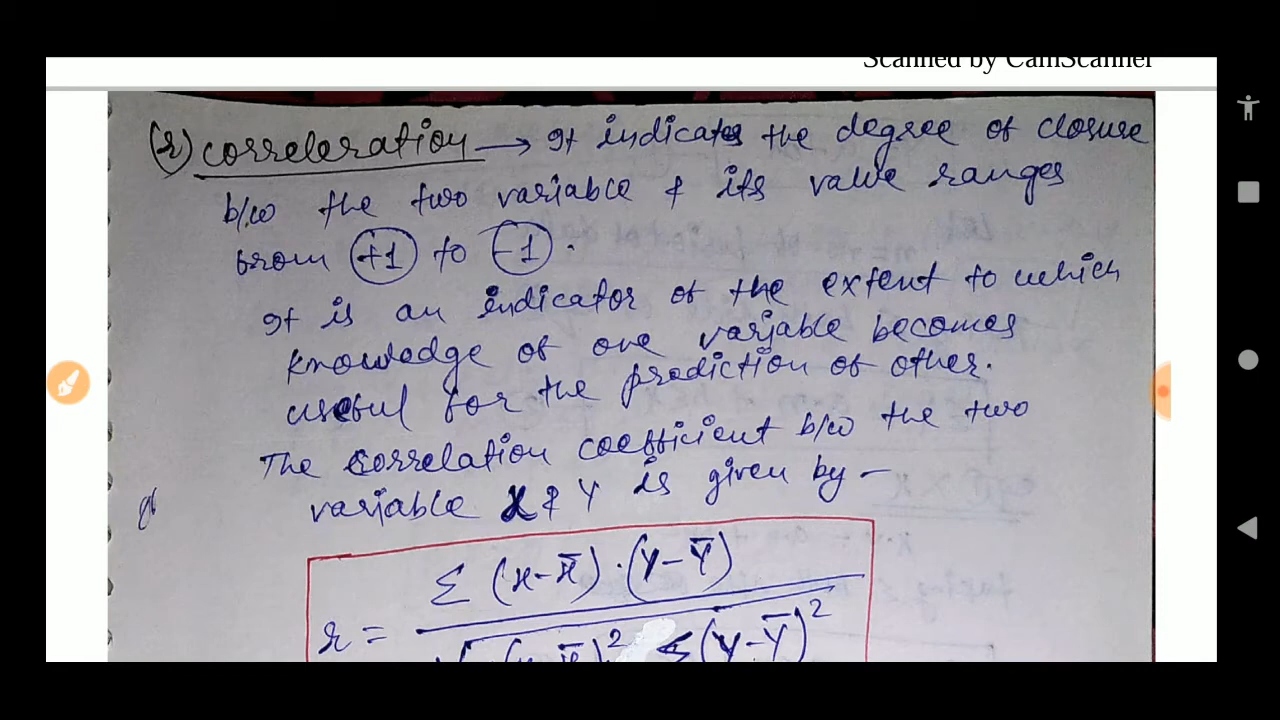 Scanned by CamScanner
(r) correleration → It indicates the degree of closure
b/w the two variable & its value ranges
from +1 to -1.
It is an indicator of the extent to which
knowledge of one variable becomes
useful for the prediction of other.
The correlation coefficient b/w the two
variable X & Y is given by –
Σ (x-x̄)·(y-Ȳ)
r =
√ (x-x̄)² Σ(y-Ȳ)²